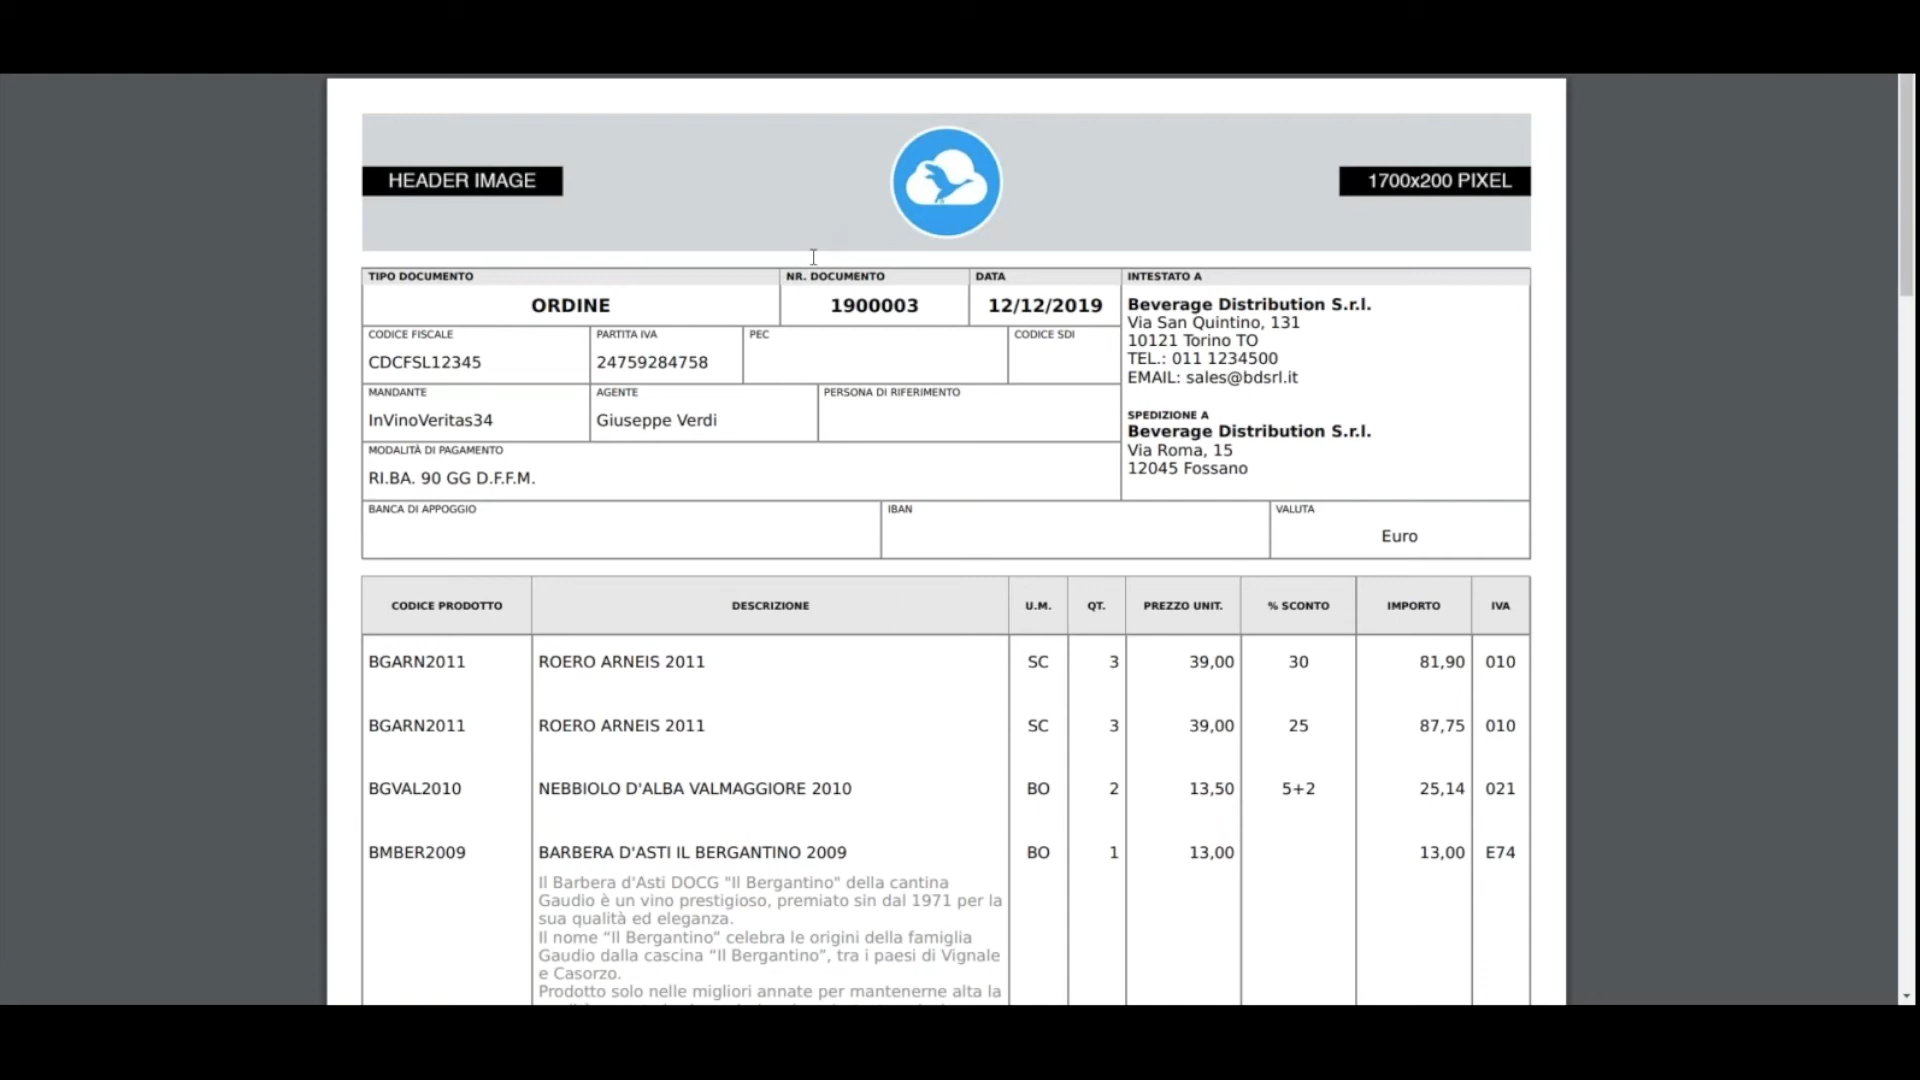 HEADER IMAGE
1700x200 PIXEL
TIPO DOCUMENTO
ORDINE
NR. DOCUMENTO
1900003
DATA
12/12/2019
INTESTATO A
Beverage Distribution S.r.l.
Via San Quintino, 131
10121 Torino TO
TEL.: 011 1234500
EMAIL: sales@bdsrl.it
SPEDIZIONE A
Beverage Distribution S.r.l.
Via Roma, 15
12045 Fossano
CODICE FISCALE
CDCFSL12345
PARTITA IVA
24759284758
PEC
CODICE SDI
MANDANTE
InVinoVeritas34
AGENTE
Giuseppe Verdi
PERSONA DI RIFERIMENTO
MODALITÀ DI PAGAMENTO
RI.BA. 90 GG D.F.F.M.
BANCA DI APPOGGIO
IBAN
VALUTA
Euro
CODICE PRODOTTO DESCRIZIONE U.M. QT. PREZZO UNIT. % SCONTO IMPORTO IVA
BGARN2011 ROERO ARNEIS 2011 SC 3 39,00 30 81,90 010
BGARN2011 ROERO ARNEIS 2011 SC 3 39,00 25 87,75 010
BGVAL2010 NEBBIOLO D'ALBA VALMAGGIORE 2010 BO 2 13,50 5+2 25,14 021
BMBER2009 BARBERA D'ASTI IL BERGANTINO 2009 BO 1 13,00 13,00 E74
Il Barbera d'Asti DOCG "Il Bergantino" della cantina
Gaudio è un vino prestigioso, premiato sin dal 1971 per la
sua qualità ed eleganza.
Il nome “Il Bergantino” celebra le origini della famiglia
Gaudio dalla cascina “Il Bergantino”, tra i paesi di Vignale
e Casorzo.
Prodotto solo nelle migliori annate per mantenerne alta la